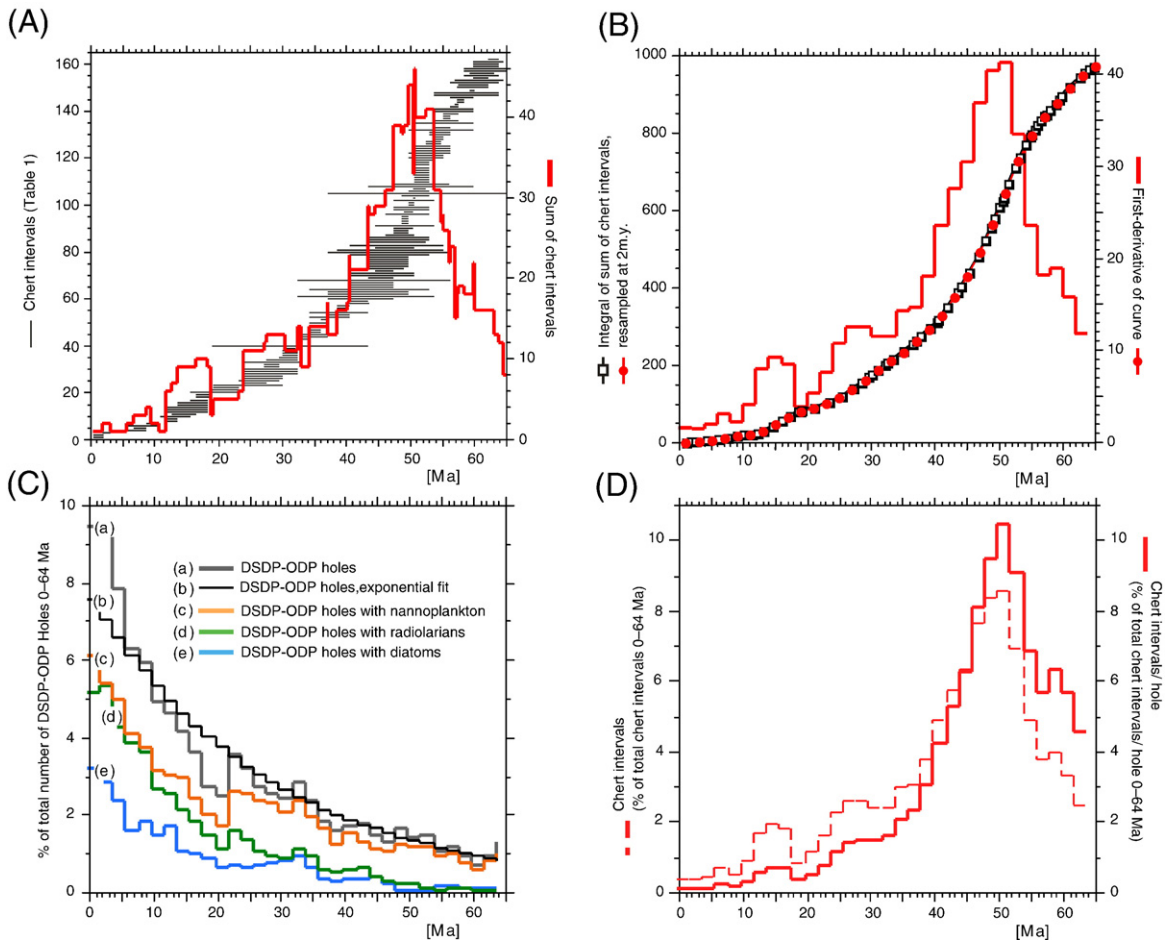 (A)
160
140
120
100
80
60
40
20
0
Chert intervals (Table 1)
40
30
20
10
0
Sum of chert intervals
0 10 20 30 40 50 60
[Ma]
(B)
1000
800
600
400
200
0
Integral of sum of chert intervals,
resampled at 2m.y.
40
30
20
10
0
First-derivative of curve
0 10 20 30 40 50 60
[Ma]
(C)
10
8
6
4
2
0
% of total number of DSDP-ODP Holes 0–64 Ma
(a)
(b)
(c)
(d)
(e)
(a) DSDP-ODP holes
(b) DSDP-ODP holes,exponential fit
(c) DSDP-ODP holes with nannoplankton
(d) DSDP-ODP holes with radiolarians
(e) DSDP-ODP holes with diatoms
0 10 20 30 40 50 60
[Ma]
(D)
10
8
6
4
2
0
Chert intervals
(% of total chert intervals 0–64 Ma)
10
8
6
4
2
0
Chert intervals/ hole
(% of total chert intervals/ hole 0–64 Ma)
0 10 20 30 40 50 60
[Ma]